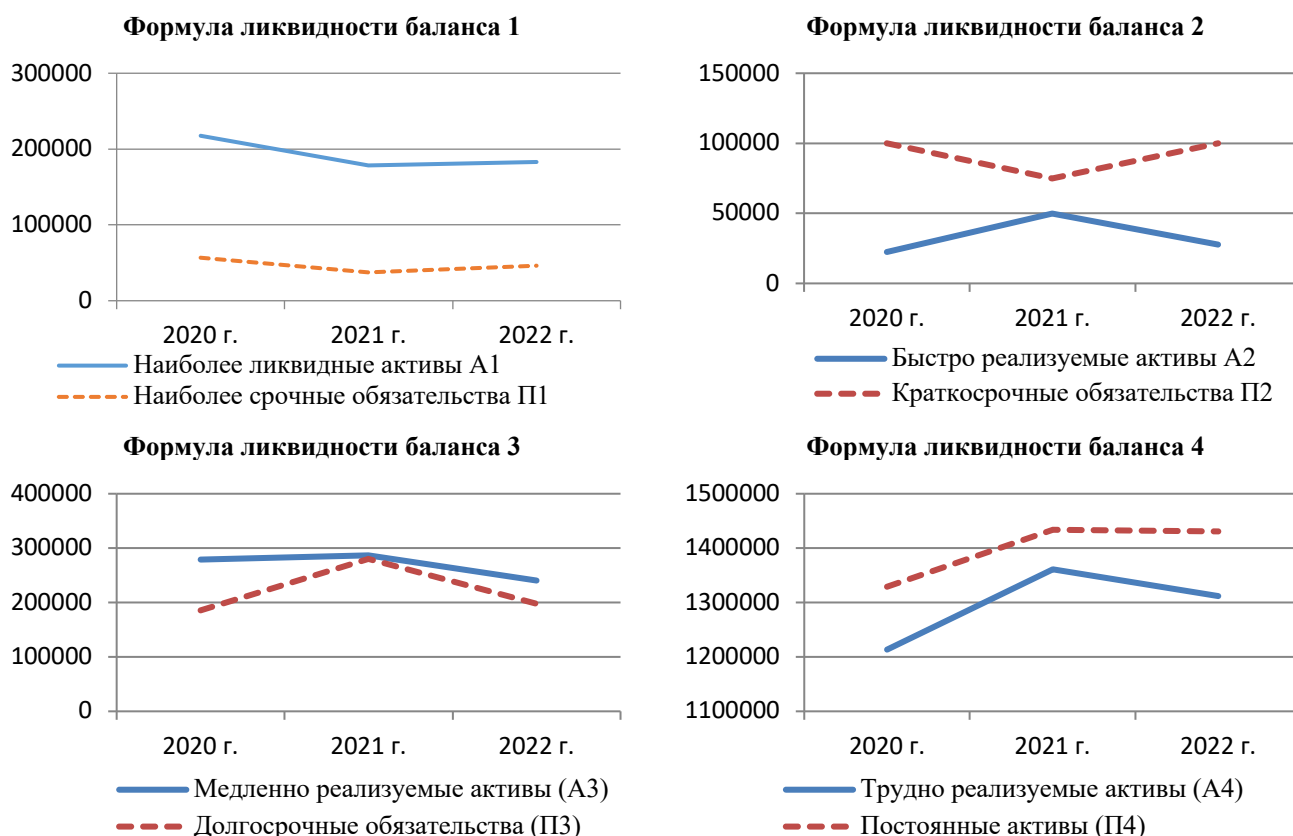 Формула ликвидности баланса 1
300000
200000
100000
0
2020 г.
2021 г.
2022 г.
Наиболее ликвидные активы А1
Наиболее срочные обязательства П1
Формула ликвидности баланса 2
150000
100000
50000
0
2020 г.
2021 г.
2022 г.
Быстро реализуемые активы А2
Краткосрочные обязательства П2
Формула ликвидности баланса 3
400000
300000
200000
100000
0
2020 г.
2021 г.
2022 г.
Медленно реализуемые активы (А3)
Долгосрочные обязательства (П3)
Формула ликвидности баланса 4
1500000
1400000
1300000
1200000
1100000
2020 г.
2021 г.
2022 г.
Трудно реализуемые активы (А4)
Постоянные активы (П4)